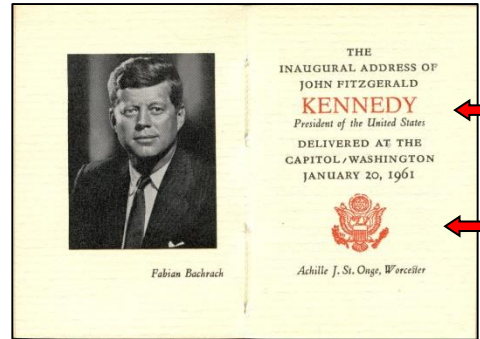 Fabian Bachrach
THE
INAUGURAL ADDRESS OF
JOHN FITZGERALD
KENNEDY
President of the United States
DELIVERED AT THE
CAPITOL, WASHINGTON
JANUARY 20, 1961
Achille J. St. Onge, Worcester